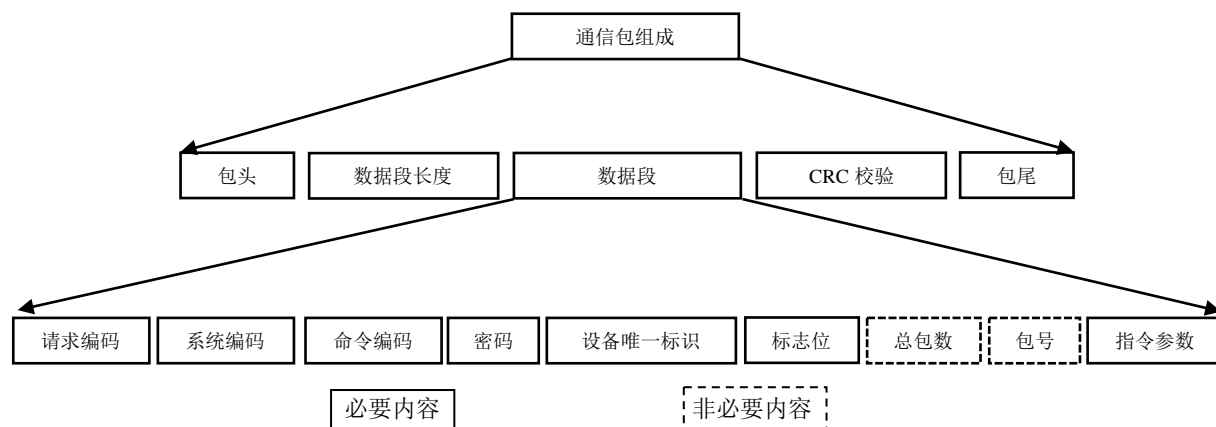 通信包组成
包头 数据段长度 数据段 CRC 校验 包尾
请求编码 系统编码 命令编码 密码 设备唯一标识 标志位 总包数 包号 指令参数
必要内容 非必要内容